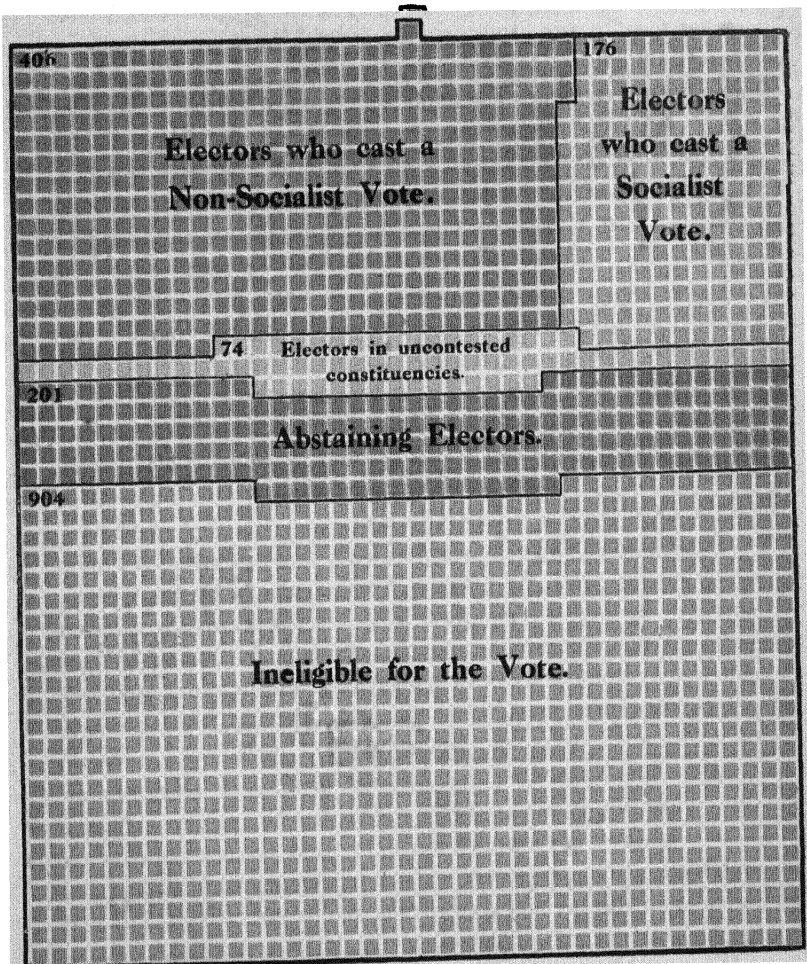 406
Electors who cast a
Non-Socialist Vote.
176
Electors
who cast a
Socialist
Vote.
74 Electors in uncontested
constituencies.
201
Abstaining Electors.
904
Ineligible for the Vote.